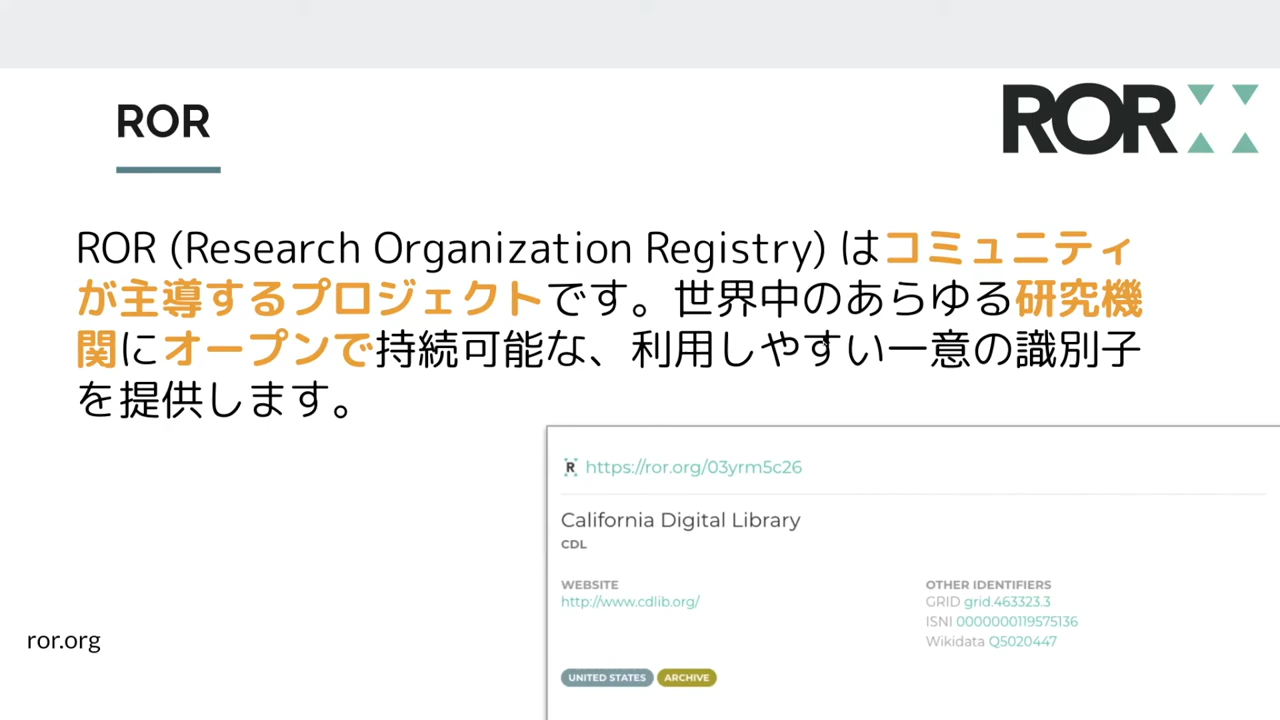 ROR
ROR
ROR (Research Organization Registry) はコミュニティ
が主導するプロジェクトです。世界中のあらゆる研究機
関にオープンで持続可能な、利用しやすい一意の識別子
を提供します。
R https://ror.org/03yrm5c26
California Digital Library
CDL
WEBSITE
http://www.cdlib.org/
OTHER IDENTIFIERS
GRID grid.463323.3
ISNI 0000000119575136
Wikidata Q5020447
UNITED STATES
ARCHIVE
ror.org